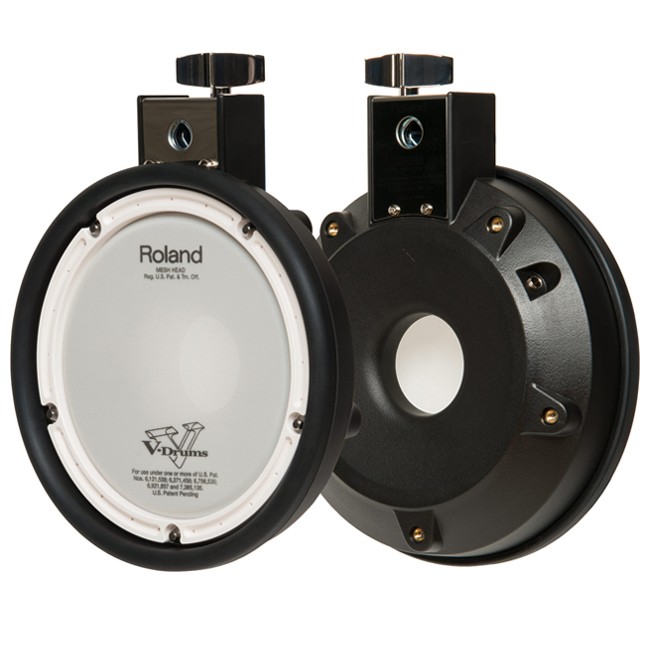 Roland
MESH HEAD
Reg. U.S. Pat. & Tm. Off.
V-Drums
For use under one or more of U.S. Pat.
Nos. 6,121,538; 6,271,458; 6,756,535;
6,921,857 and 7,385,135.
U.S. Patent Pending